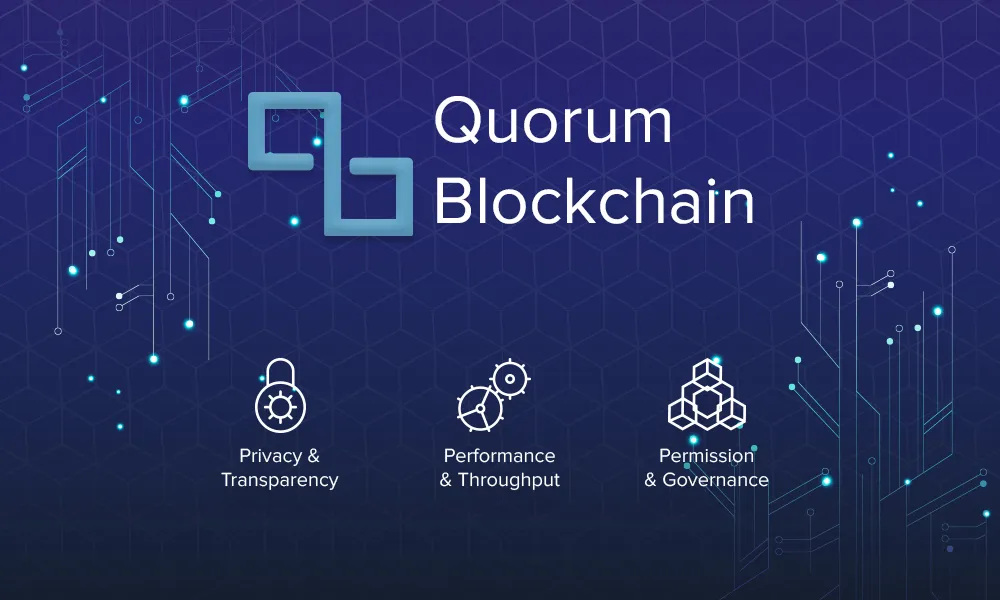 Quorum
Blockchain
Privacy &
Transparency
Performance
& Throughput
Permission
& Governance